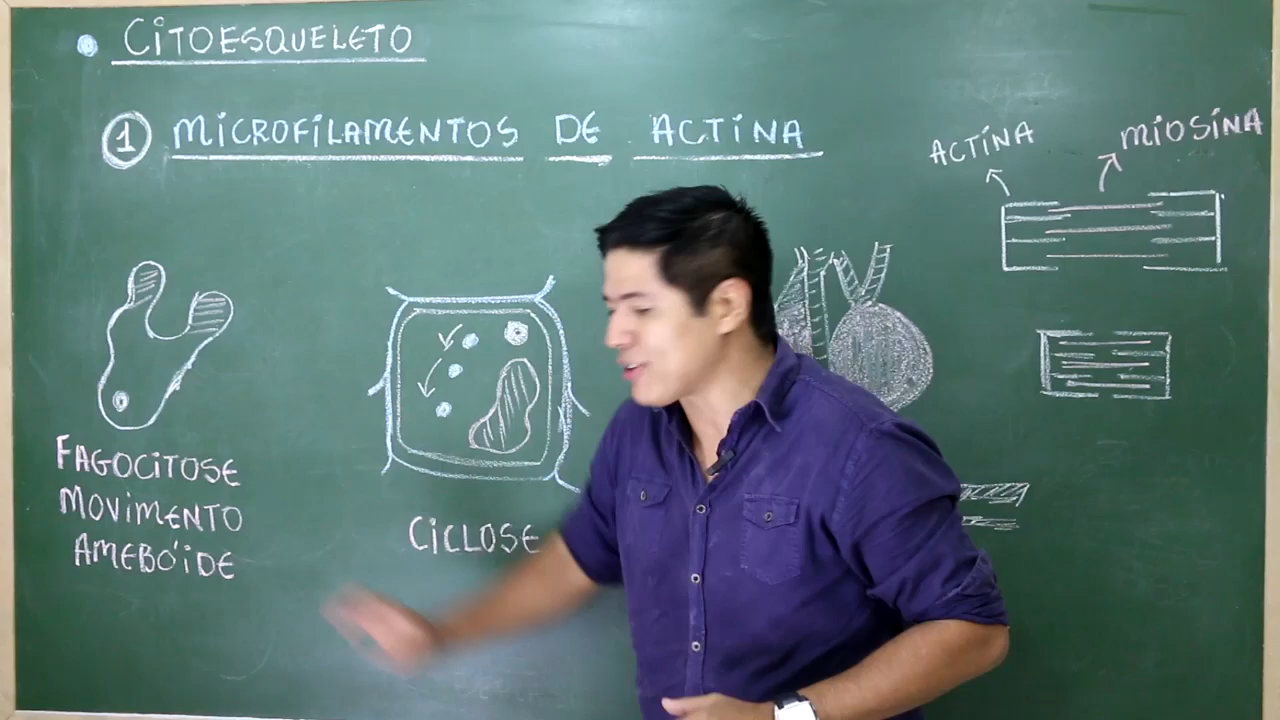 CITOESQUELETO
1 MICROFILAMENTOS DE ACTINA
ACTINA
MIOSINA
FAGOCITOSE
MOVIMENTO
AMEBÓIDE
CICLOSE